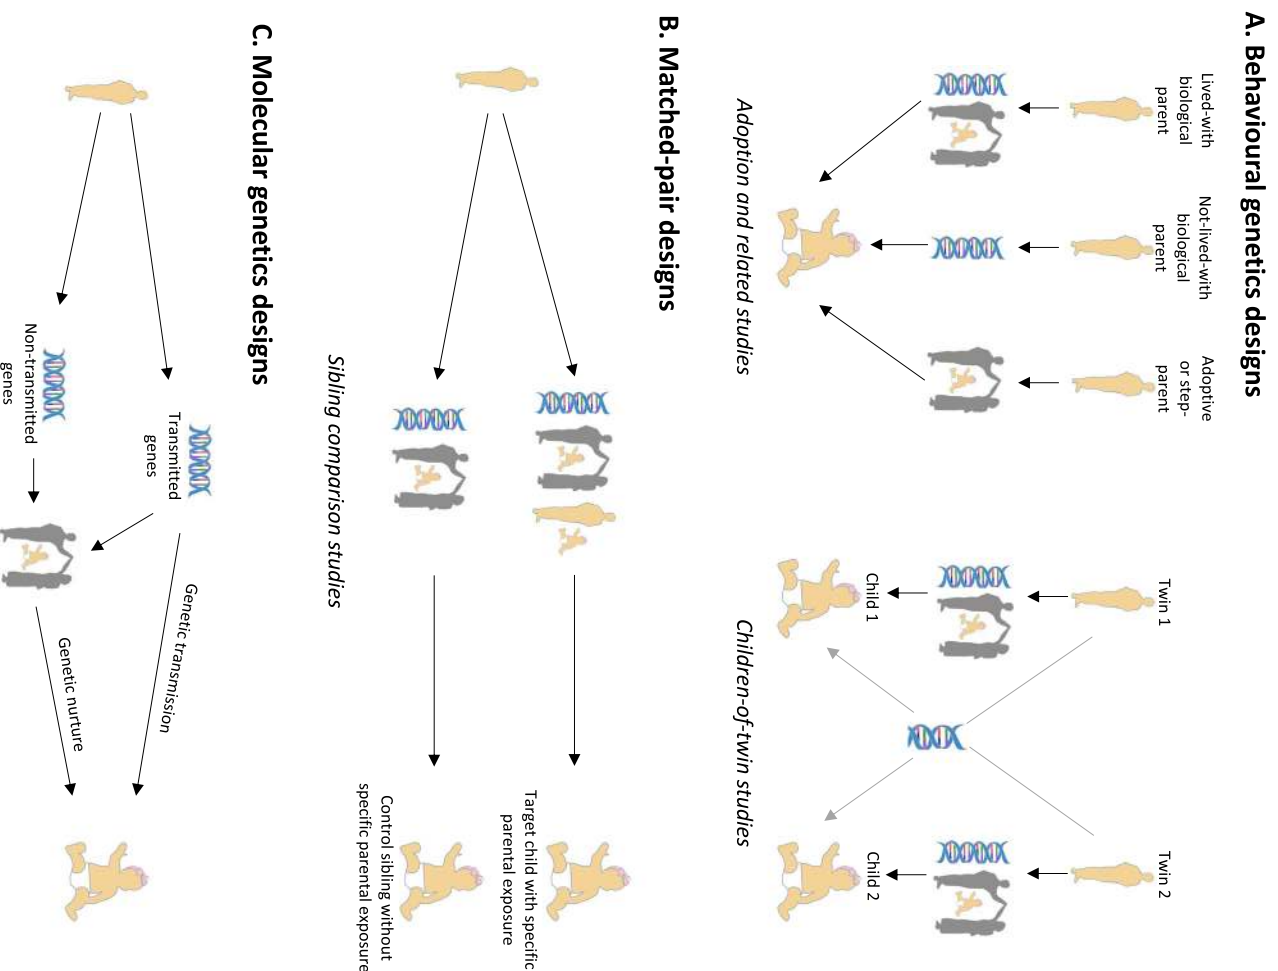 A. Behavioural genetics designs
Lived-with
biological
parent
Not-lived-with
biological
parent
Adoptive
or step-
parent
Adoption and related studies
Twin 1
Twin 2
Child 1
Child 2
Children-of-twin studies
B. Matched-pair designs
Target child with specific
parental exposure
Control sibling without
specific parental exposure
Sibling comparison studies
C. Molecular genetics designs
Transmitted
genes
Genetic transmission
Non-transmitted
genes
Genetic nurture